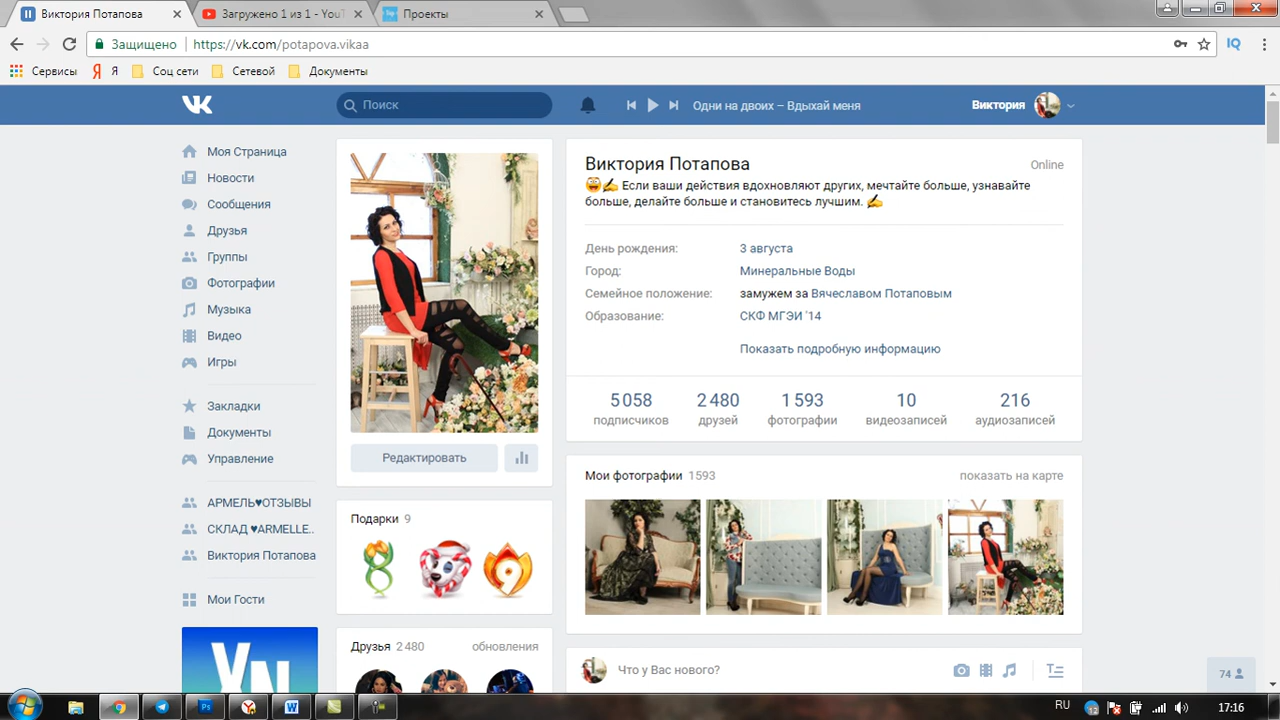 Виктория Потапова
Загружено 1 из 1 - YouT
Проекты
Защищено
https://vk.com/potapova.vikaa
Сервисы
Я
Соц сети
Сетевой
Документы
Поиск
Одни на двоих – Вдыхай меня
Виктория
Моя Страница
Новости
Сообщения
Друзья
Группы
Фотографии
Музыка
Видео
Игры
Закладки
Документы
Управление
АРМЕЛЬ♥ОТЗЫВЫ
СКЛАД ♥ARMELLE..
Виктория Потапова
Мои Гости
Редактировать
Подарки 9
Друзья 2 480 обновления
Виктория Потапова
Online
Если ваши действия вдохновляют других, мечтайте больше, узнавайте
больше, делайте больше и становитесь лучшим.
День рождения: 3 августа
Город: Минеральные Воды
Семейное положение: замужем за Вячеславом Потаповым
Образование: СКФ МГЭИ '14
Показать подробную информацию
5 058 2 480 1 593 10 216
подписчиков друзей фотографии видеозаписей аудиозаписей
Мои фотографии 1 593 показать на карте
Что у Вас нового?
74
RU
12
17:16